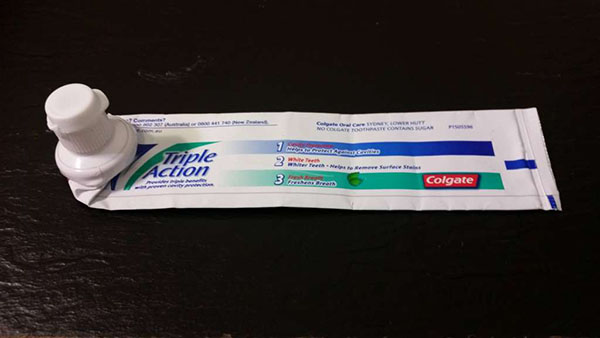 ? Comments?
(Australia) or 0800 441 740 (New Zealand).
.com.au
Colgate Oral Care SYDNEY, LOWER HUTT
NO COLGATE TOOTHPASTE CONTAINS SUGAR
Triple
Action
Provides triple benefits
with proven cavity protection.
1
Helps to Protect Against Cavities
2 White Teeth
Whiter Teeth - Helps to Remove Surface Stains
3 Fresh Breath
Freshens Breath
Colgate